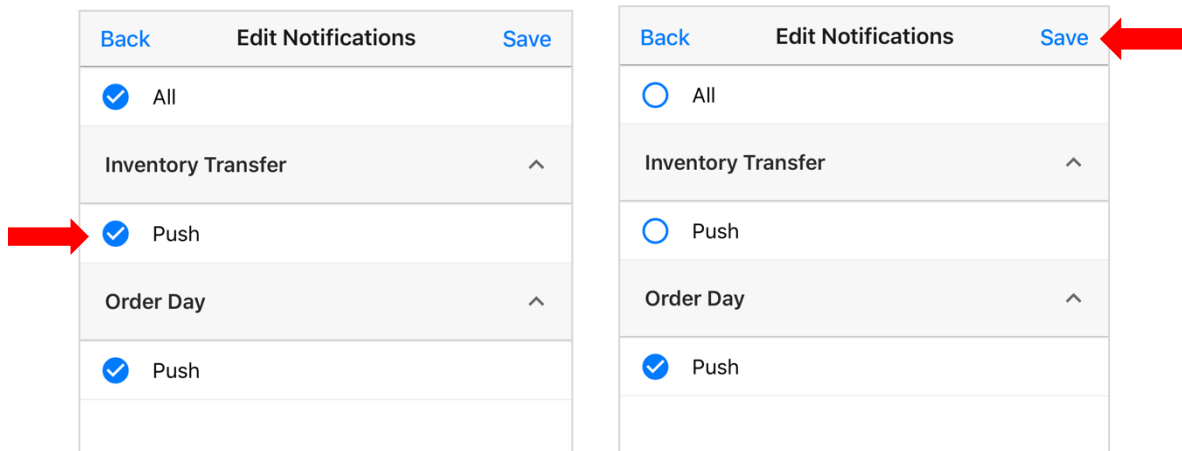 Back Edit Notifications Save
All
Inventory Transfer
Push
Order Day
Push
Back Edit Notifications Save
All
Inventory Transfer
Push
Order Day
Push